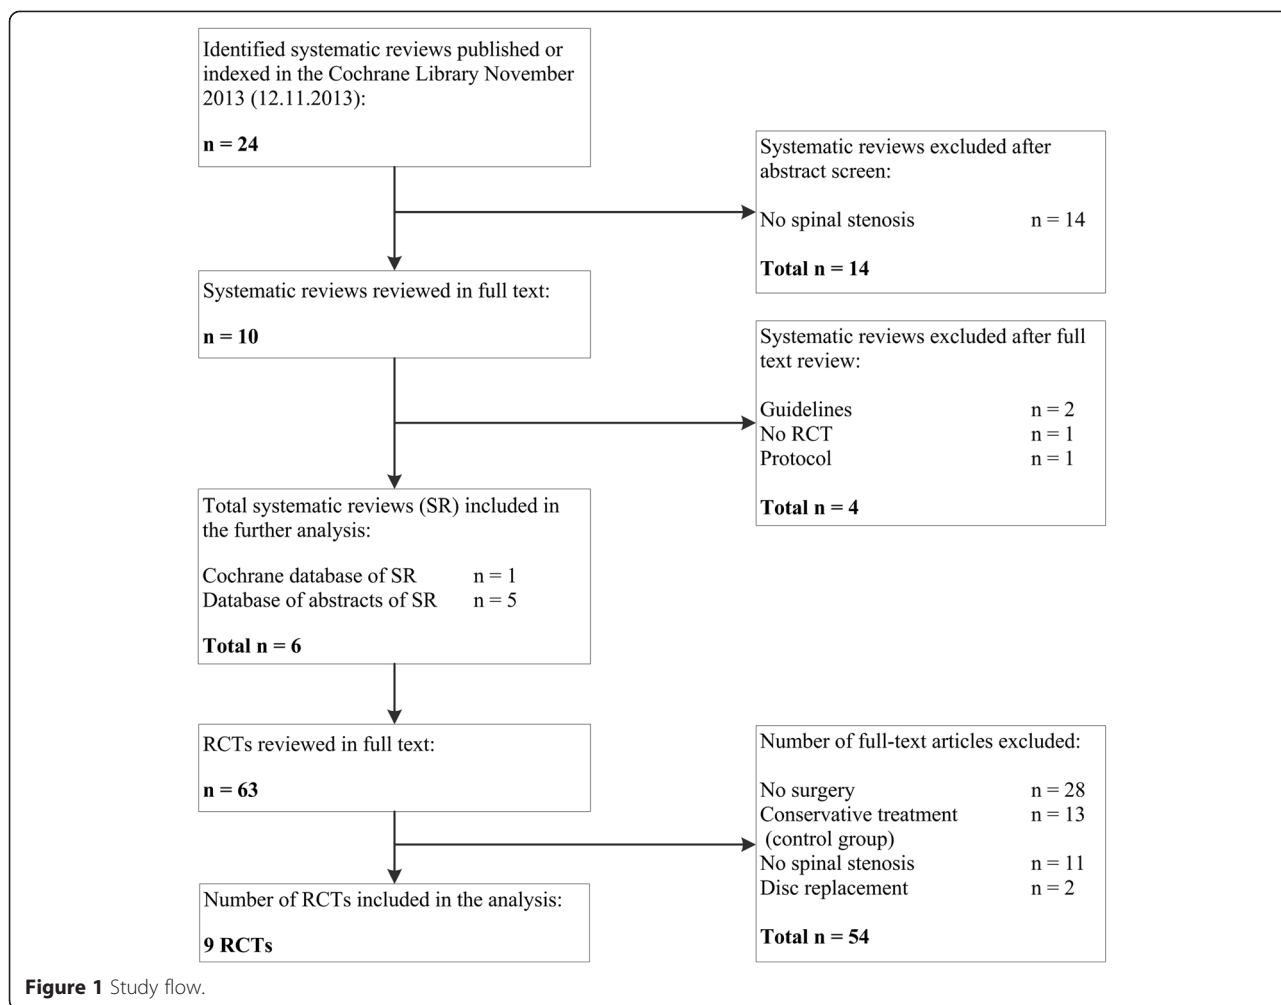 Identified systematic reviews published or
indexed in the Cochrane Library November
2013 (12.11.2013):
n = 24
Systematic reviews excluded after
abstract screen:
No spinal stenosis n = 14
Total n = 14
Systematic reviews reviewed in full text:
n = 10
Systematic reviews excluded after full
text review:
Guidelines n = 2
No RCT n = 1
Protocol n = 1
Total n = 4
Total systematic reviews (SR) included in
the further analysis:
Cochrane database of SR n = 1
Database of abstracts of SR n = 5
Total n = 6
RCTs reviewed in full text:
n = 63
Number of full-text articles excluded:
No surgery n = 28
Conservative treatment n = 13
(control group)
No spinal stenosis n = 11
Disc replacement n = 2
Total n = 54
Number of RCTs included in the analysis:
9 RCTs
Figure 1 Study flow.